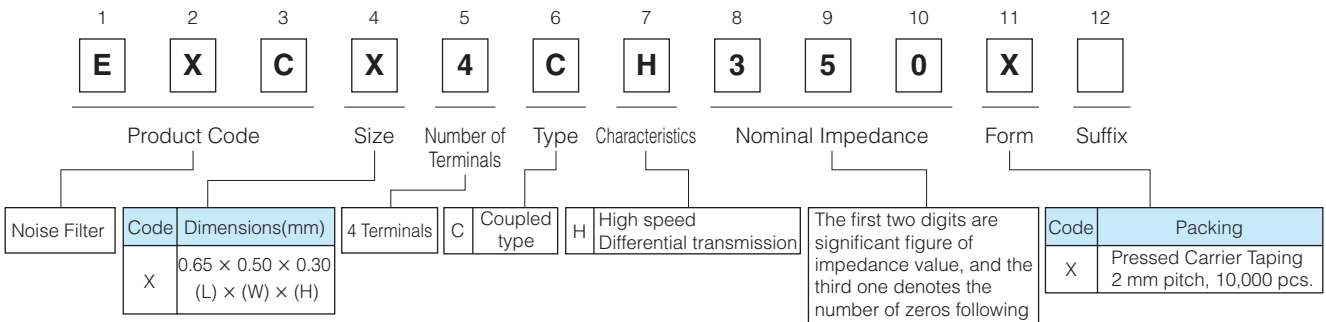 1 2 3 4 5 6 7 8 9 10 11 12
E X C X 4 C H 3 5 0 X
Product Code Size Number of Terminals Type Characteristics Nominal Impedance Form Suffix
Noise Filter
Code Dimensions(mm)
X 0.65 × 0.50 × 0.30
(L) × (W) × (H)
4 Terminals
C Coupled
type
H High speed
Differential transmission
The first two digits are
significant figure of
impedance value, and the
third one denotes the
number of zeros following
Code Packing
X Pressed Carrier Taping
2 mm pitch, 10,000 pcs.